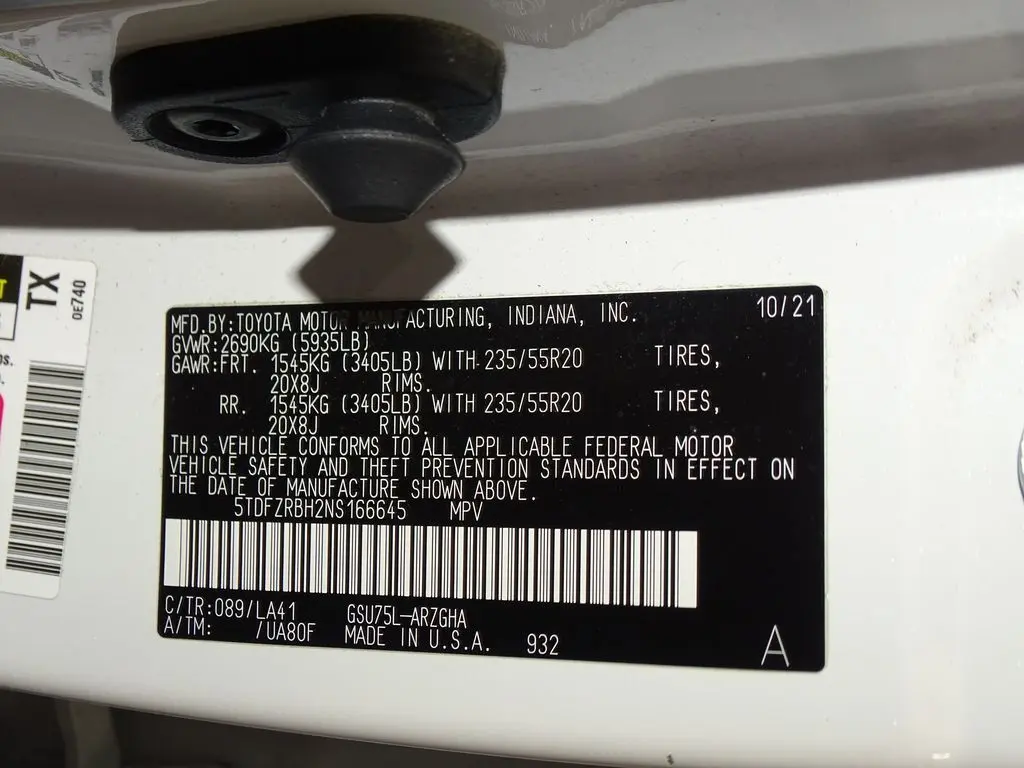 MFD.BY:TOYOTA MOTOR MANUFACTURING, INDIANA, INC. 10/21
GVWR:2690KG (5935LB)
GAWR:FRT. 1545KG (3405LB) WITH 235/55R20 TIRES,
20X8J RIMS.
RR. 1545KG (3405LB) WITH 235/55R20 TIRES,
20X8J RIMS.
THIS VEHICLE CONFORMS TO ALL APPLICABLE FEDERAL MOTOR
VEHICLE SAFETY AND THEFT PREVENTION STANDARDS IN EFFECT ON
THE DATE OF MANUFACTURE SHOWN ABOVE.
5TDFZRBH2NS166645 MPV
C/TR:089/LA41 GSU75L-ARZGHA
A/TM: /UA80F MADE IN U.S.A. 932
A
TX
0E740